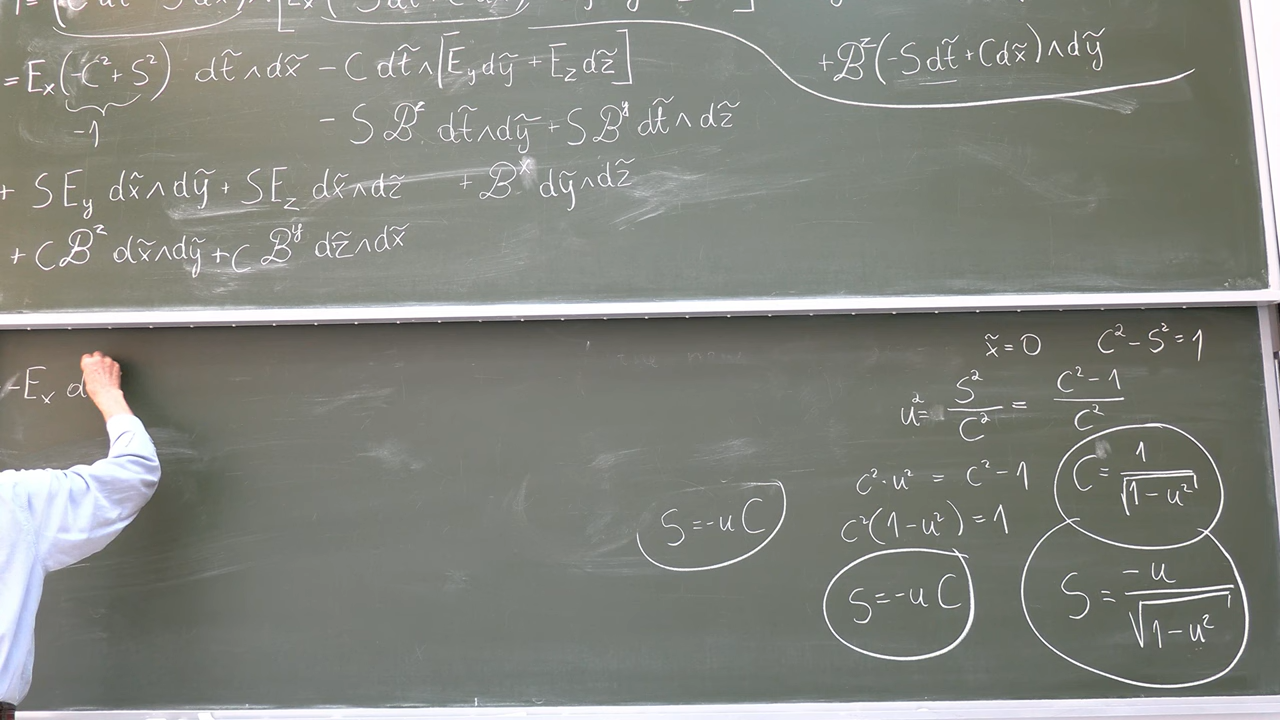 = E_x (-C² + S²) dt̃∧dx̃ - C dt̃∧[E_y dỹ + E_z dz̃]
-1
+ B^z (-S dt̃ + C dx̃)∧dỹ
- S B^z dt̃∧dỹ + S B^y dt̃∧dz̃
+ S E_y dx̃∧dỹ + S E_z dx̃∧dz̃ + B^x dỹ∧dz̃
+ C B^z dx̃∧dỹ + C B^y dz̃∧dx̃
-E_x d
x̃ = 0 C² - S² = 1
u² = S²/C² = (C² - 1)/C²
C²·u² = C² - 1
C²(1 - u²) = 1
C = 1/√(1 - u²)
S = -u C
S = -u C
S = -u/√(1 - u²)